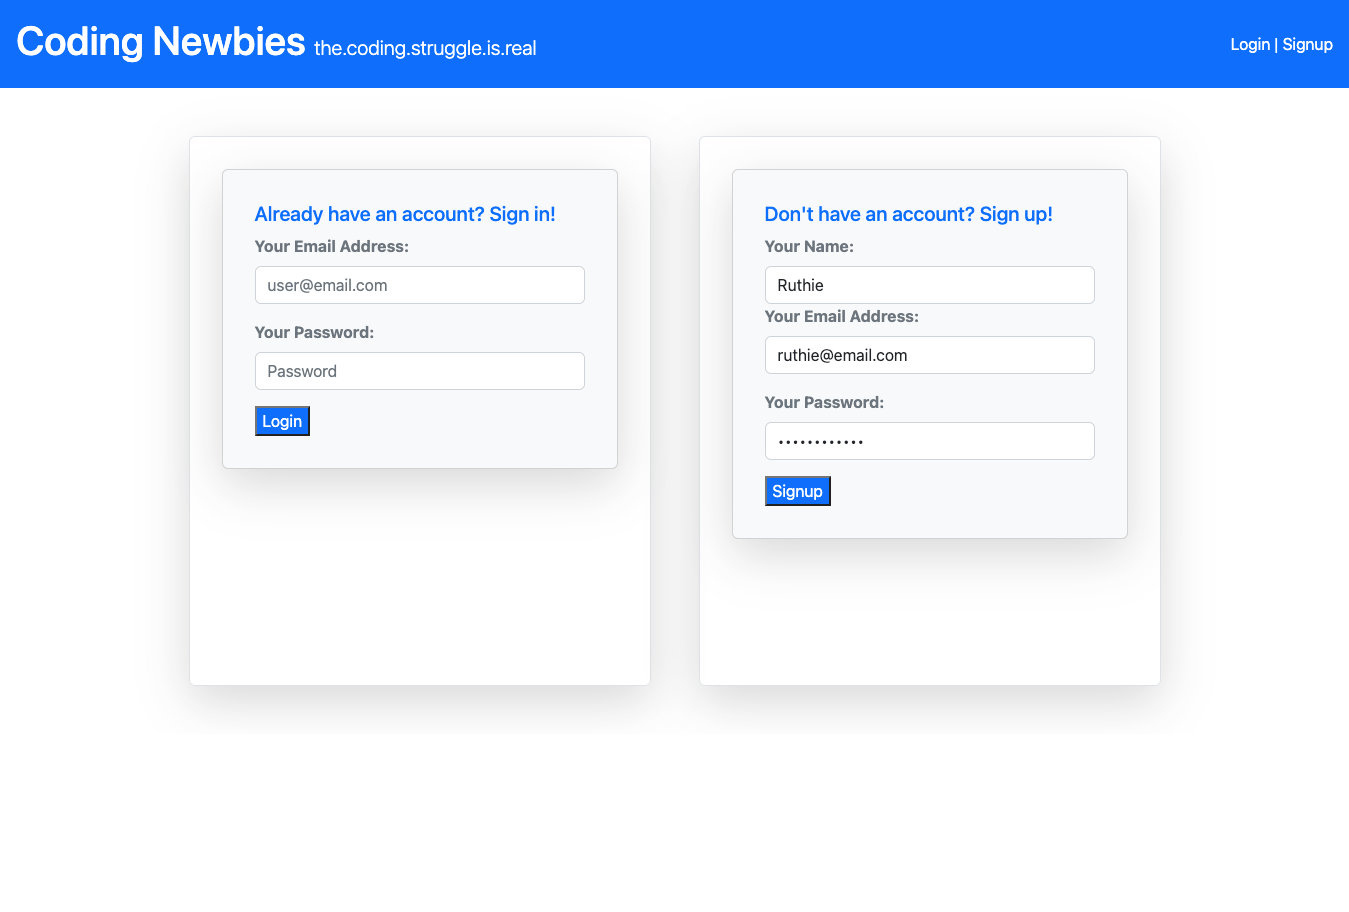 Coding Newbies the.coding.struggle.is.real
Login | Signup
Already have an account? Sign in!
Your Email Address:
user@email.com
Your Password:
Password
Login
Don't have an account? Sign up!
Your Name:
Ruthie
Your Email Address:
ruthie@email.com
Your Password:
••••••••••••
Signup